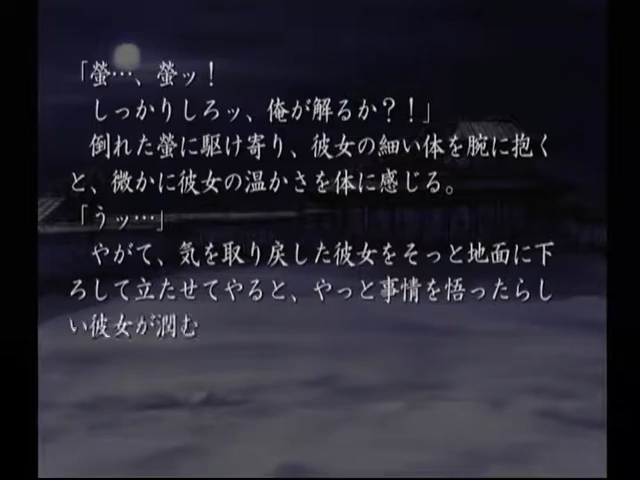 「螢…、螢ッ！
しっかりしろッ、俺が解るか？！」
倒れた螢に駆け寄り、彼女の細い体を腕に抱く
と、微かに彼女の温かさを体に感じる。
「うッ…」
やがて、気を取り戻した彼女をそっと地面に下
ろして立たせてやると、やっと事情を悟ったらし
い彼女が潤む